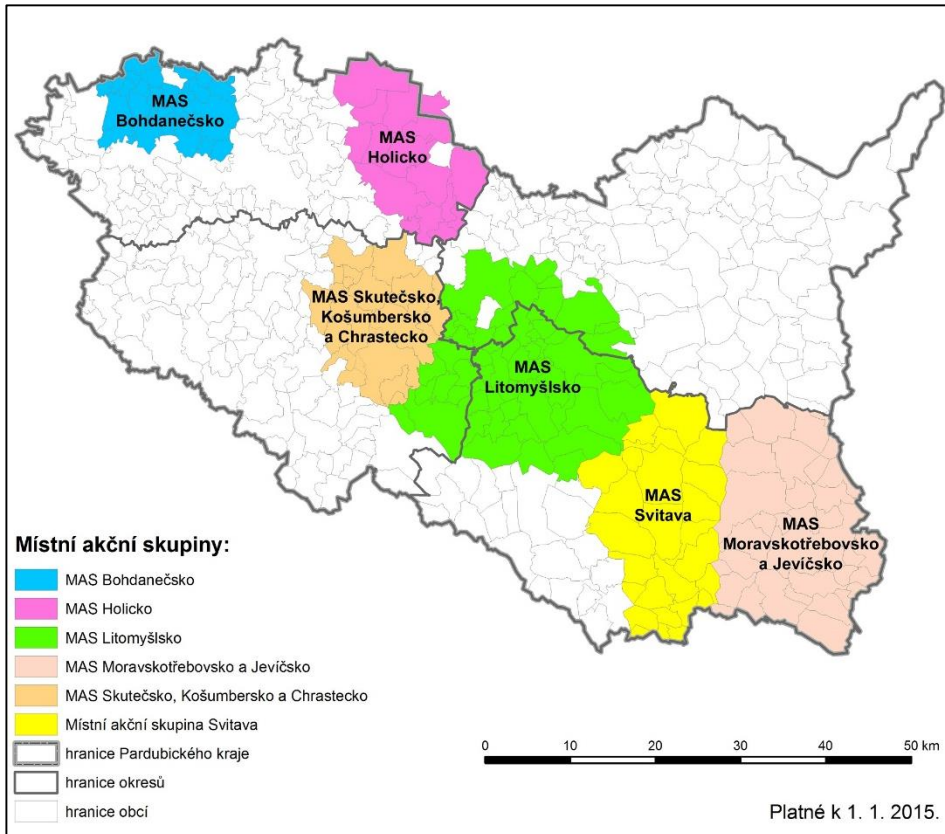 MAS
Bohdanečsko
MAS
Holicko
MAS Skutečsko,
Košumbersko
a Chrastecko
MAS
Litomyšlsko
MAS
Svitava
MAS
Moravskotřebovsko
a Jevíčsko
Místní akční skupiny:
MAS Bohdanečsko
MAS Holicko
MAS Litomyšlsko
MAS Moravskotřebovsko a Jevíčsko
MAS Skutečsko, Košumbersko a Chrastecko
Místní akční skupina Svitava
hranice Pardubického kraje
hranice okresů
hranice obcí
0 10 20 30 40 50 km
Platné k 1. 1. 2015.